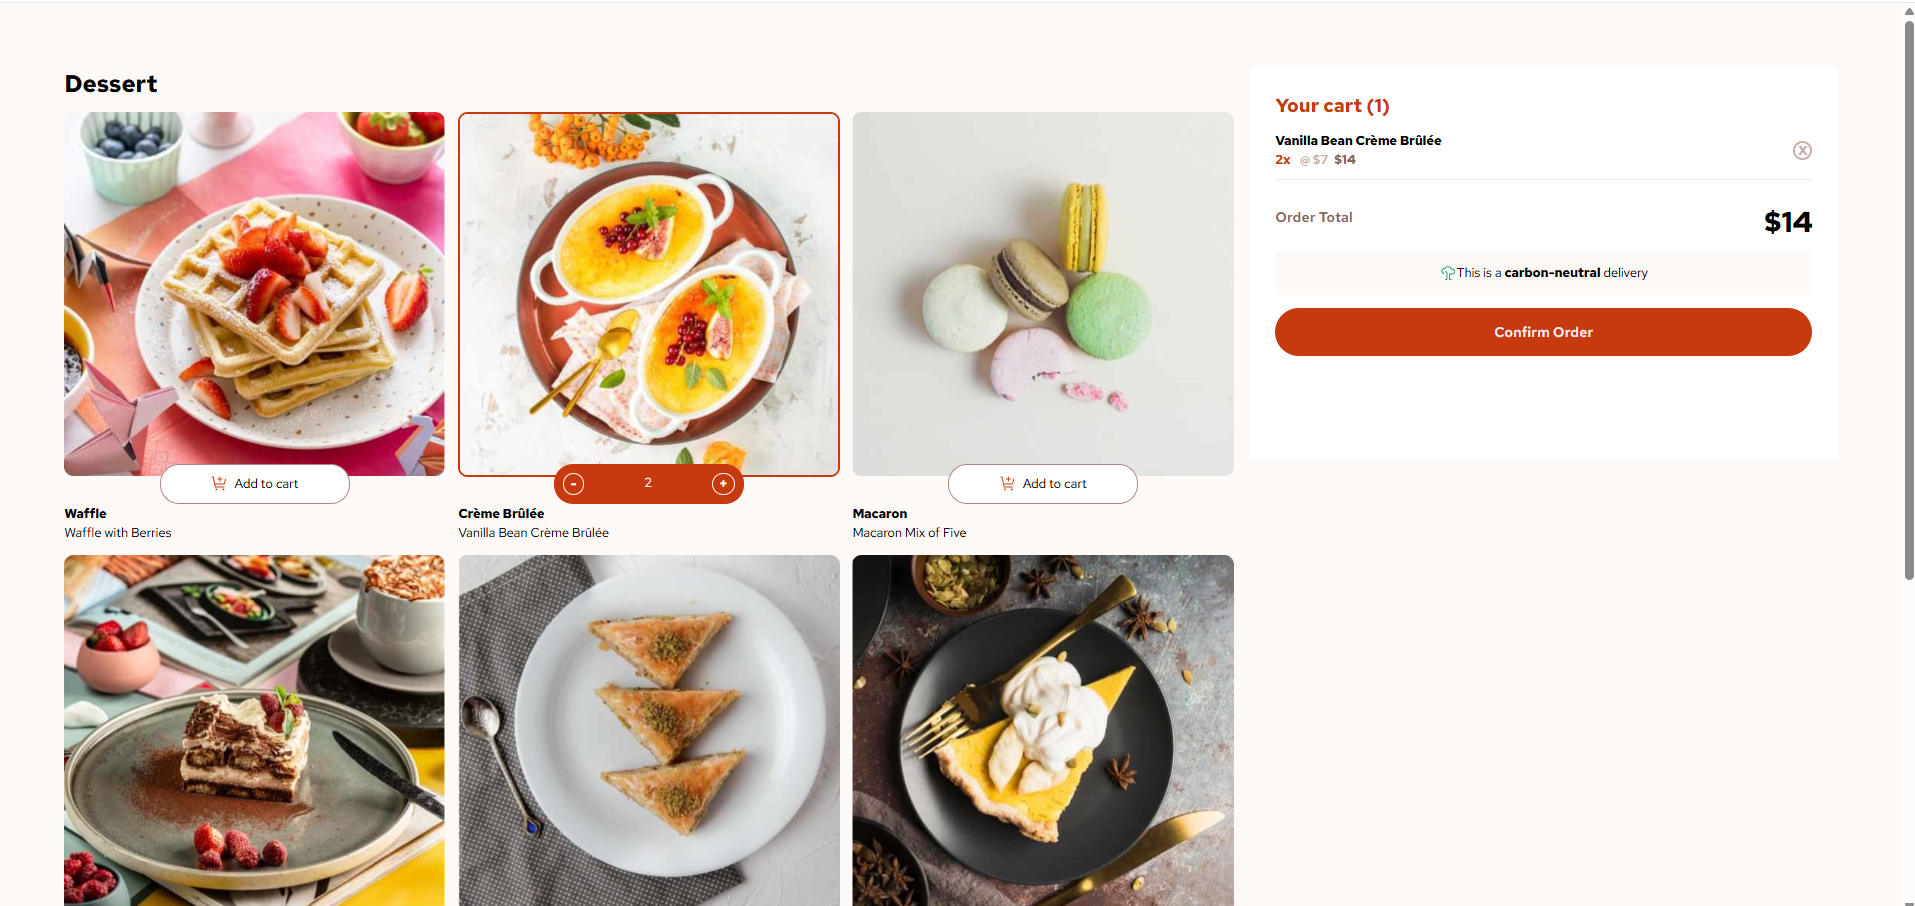 Dessert
Add to cart
Waffle
Waffle with Berries
- 2 +
Crème Brûlée
Vanilla Bean Crème Brûlée
Add to cart
Macaron
Macaron Mix of Five
Your cart (1)
Vanilla Bean Crème Brûlée
2x @ $7 $14
Order Total $14
This is a carbon-neutral delivery
Confirm Order